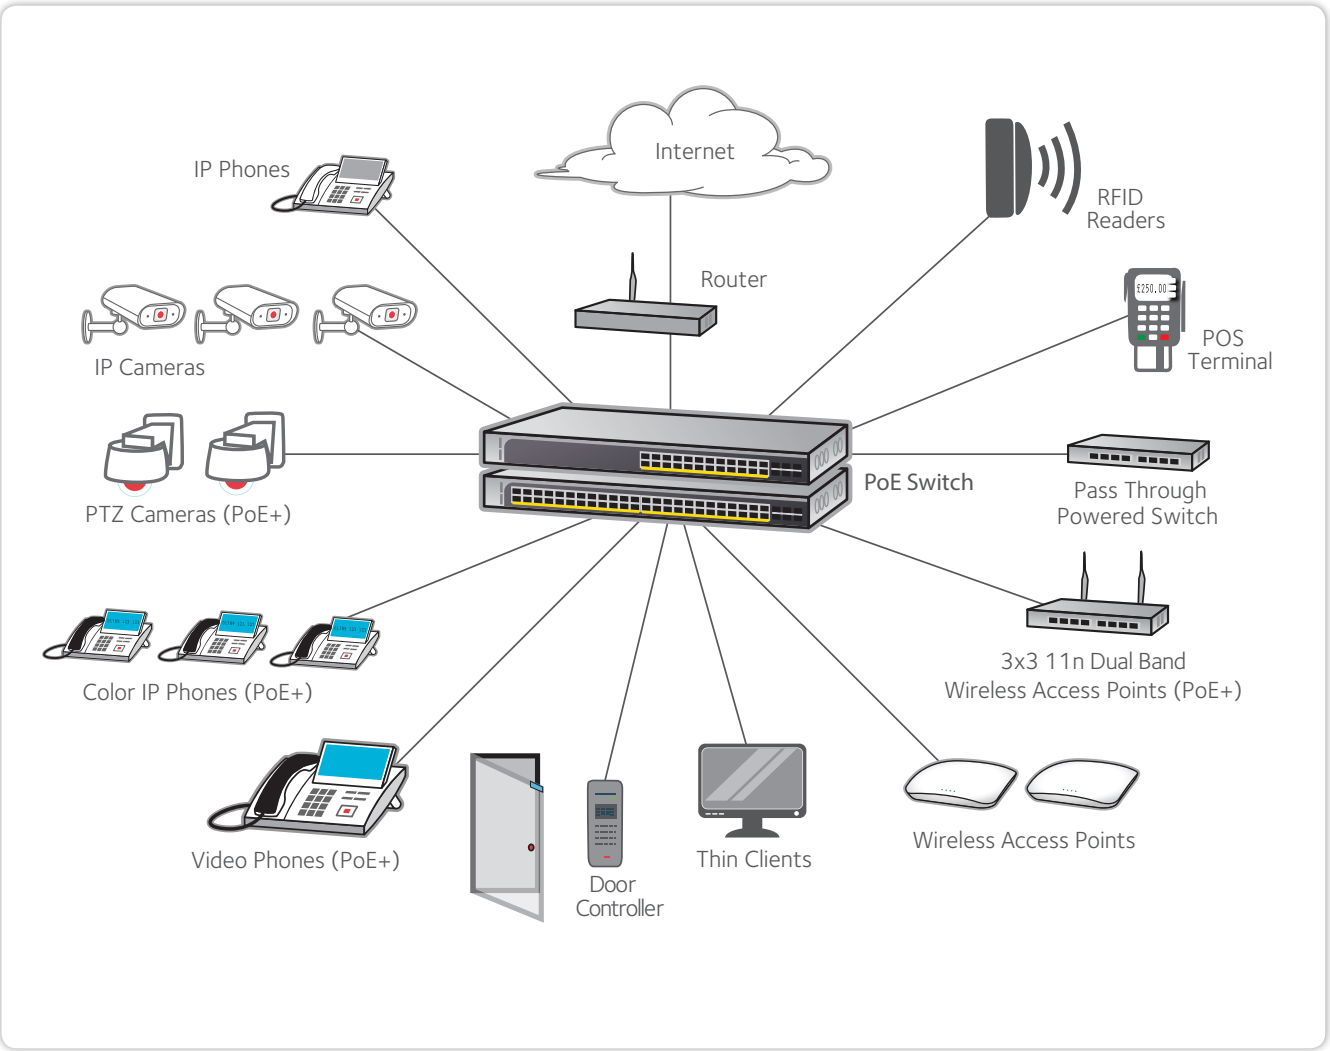 Internet
IP Phones
RFID
Readers
Router
£250.00
POS
Terminal
IP Cameras
PoE Switch
Pass Through
Powered Switch
PTZ Cameras (PoE+)
3x3 11n Dual Band
Wireless Access Points (PoE+)
Color IP Phones (PoE+)
Wireless Access Points
Video Phones (PoE+)
Thin Clients
Door
Controller